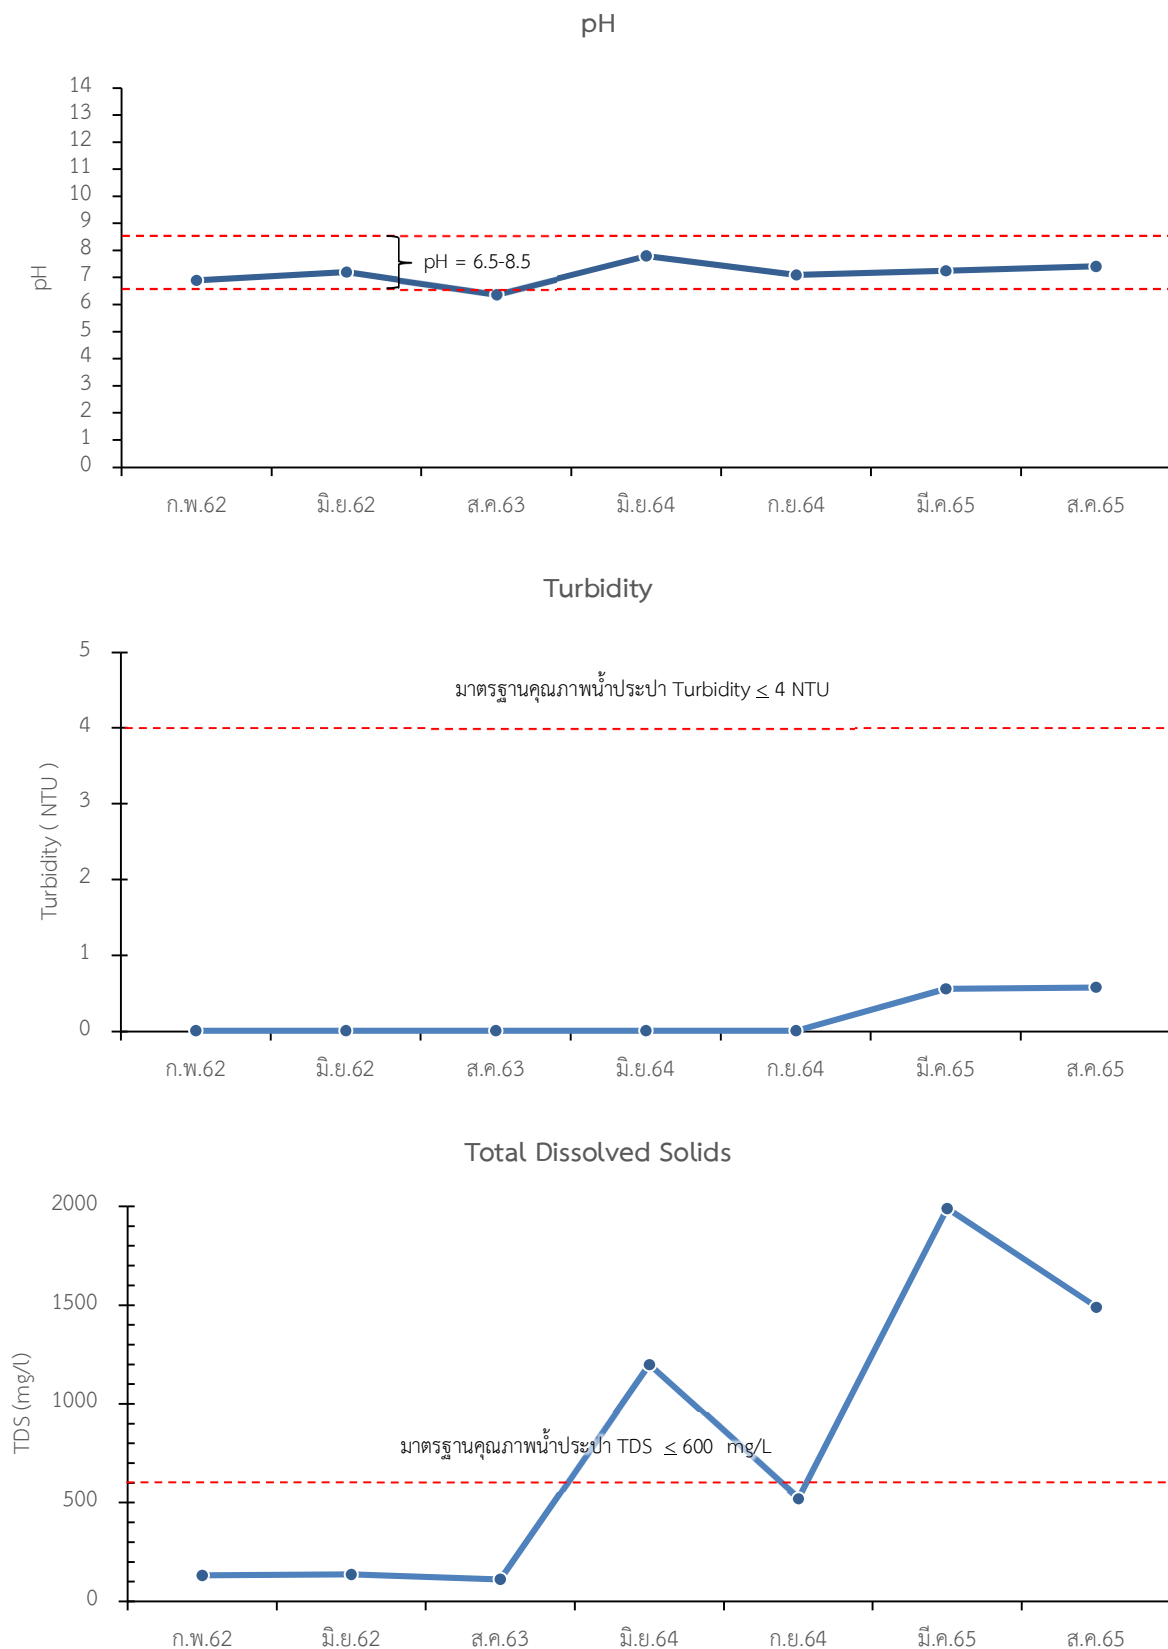 pH
14
13
12
11
10
9
8
7
6
5
4
3
2
1
0
pH
pH = 6.5-8.5
ก.พ.62 มิ.ย.62 ส.ค.63 มิ.ย.64 ก.ย.64 มี.ค.65 ส.ค.65
Turbidity
5
4
3
2
1
0
Turbidity ( NTU )
มาตรฐานคุณภาพน้ำประปา Turbidity ≤ 4 NTU
ก.พ.62 มิ.ย.62 ส.ค.63 มิ.ย.64 ก.ย.64 มี.ค.65 ส.ค.65
Total Dissolved Solids
2000
1500
1000
500
0
TDS (mg/l)
มาตรฐานคุณภาพน้ำประปา TDS ≤ 600 mg/L
ก.พ.62 มิ.ย.62 ส.ค.63 มิ.ย.64 ก.ย.64 มี.ค.65 ส.ค.65